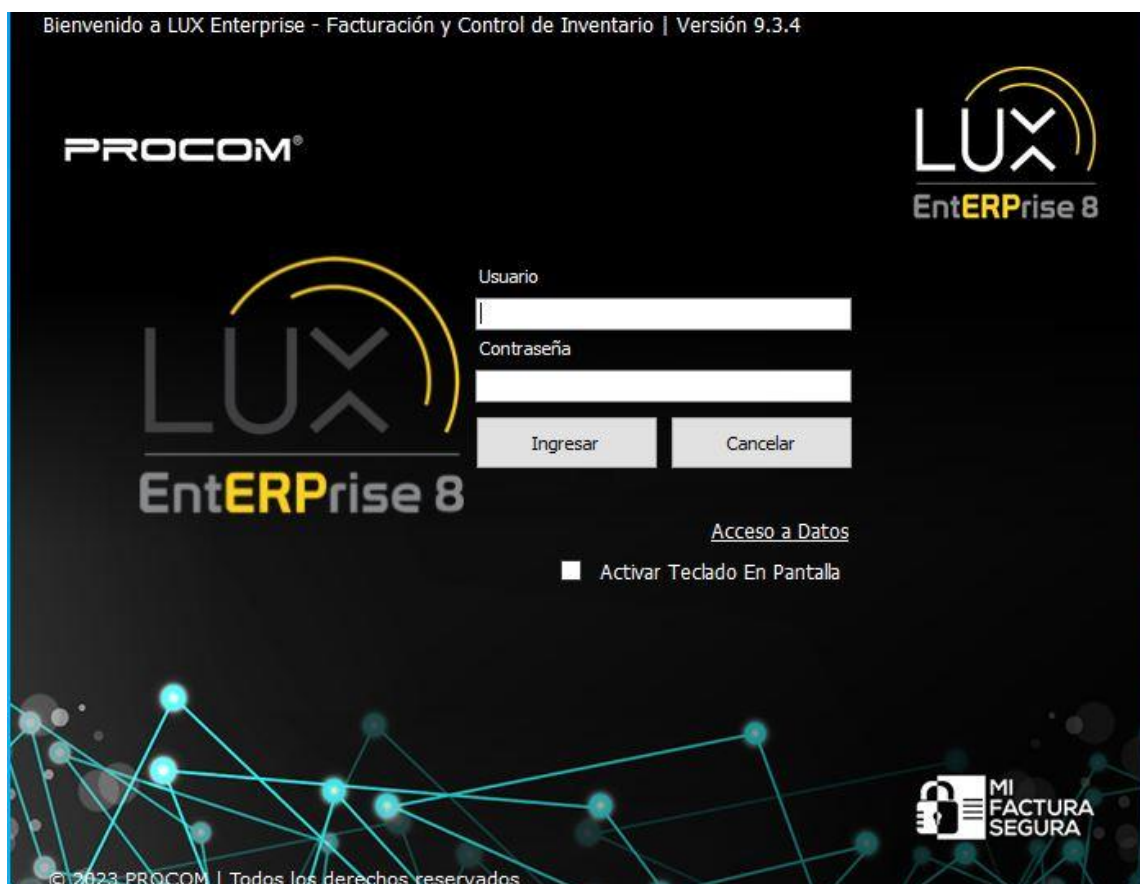 Bienvenido a LUX Enterprise - Facturación y Control de Inventario | Versión 9.3.4
PROCOM®
LUX
EntERPrise 8
LUX
EntERPrise 8
Usuario
Contraseña
Ingresar
Cancelar
Acceso a Datos
Activar Teclado En Pantalla
MI
FACTURA
SEGURA
© 2023 PROCOM | Todos los derechos reservados